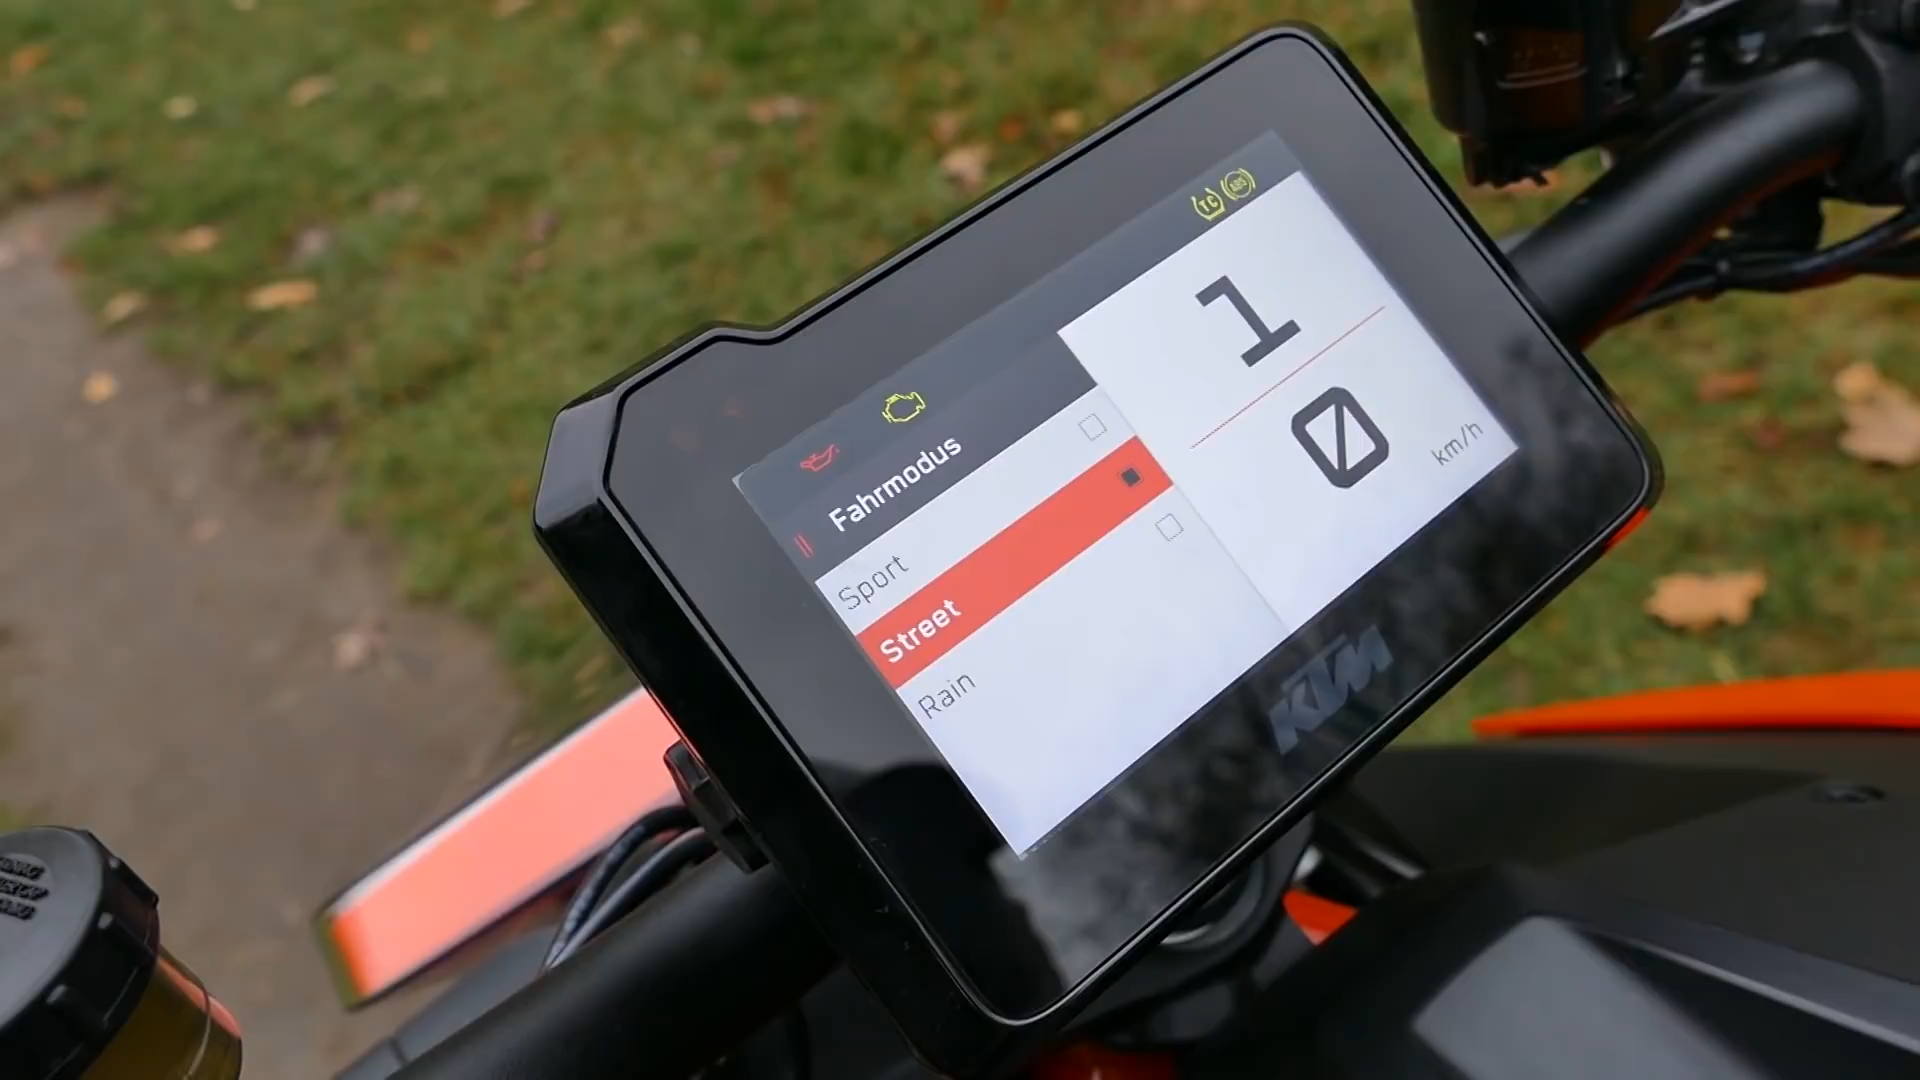 TC ABS
Fahrmodus
Sport
Street
Rain
1
0
km/h
KTM